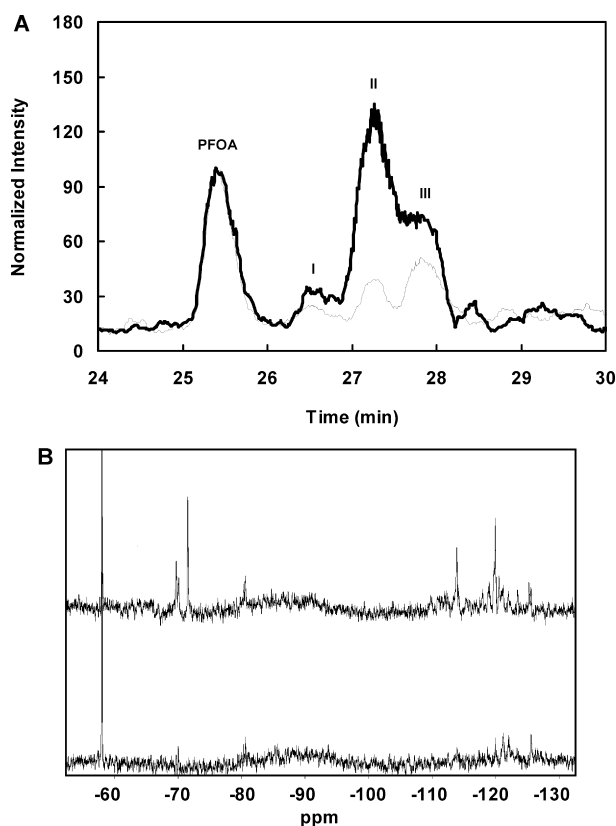 A
Normalized Intensity
180
150
120
90
60
30
0
PFOA
I
II
III
24 25 26 27 28 29 30
Time (min)
B
-60 -70 -80 -90 -100 -110 -120 -130
ppm